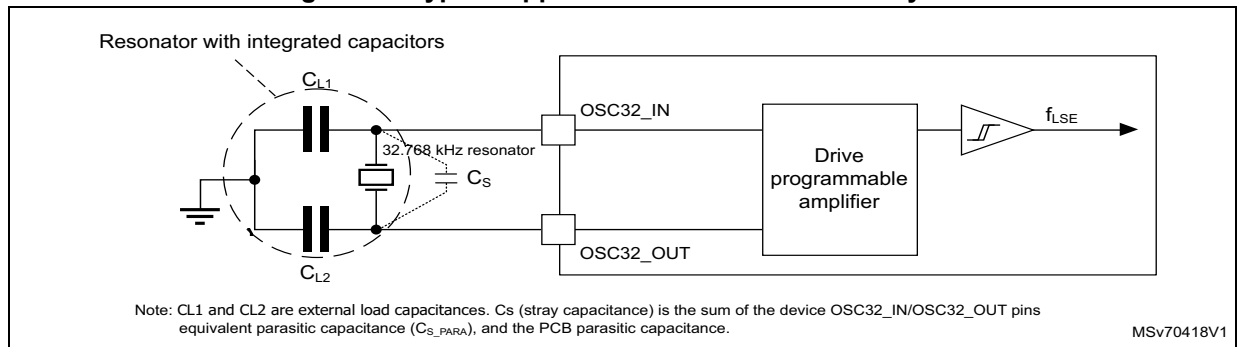 Resonator with integrated capacitors
CL1
OSC32_IN
fLSE
32.768 kHz resonator
CS
Drive
programmable
amplifier
OSC32_OUT
CL2
Note: CL1 and CL2 are external load capacitances. Cs (stray capacitance) is the sum of the device OSC32_IN/OSC32_OUT pins
equivalent parasitic capacitance (CS_PARA), and the PCB parasitic capacitance.
MSv70418V1